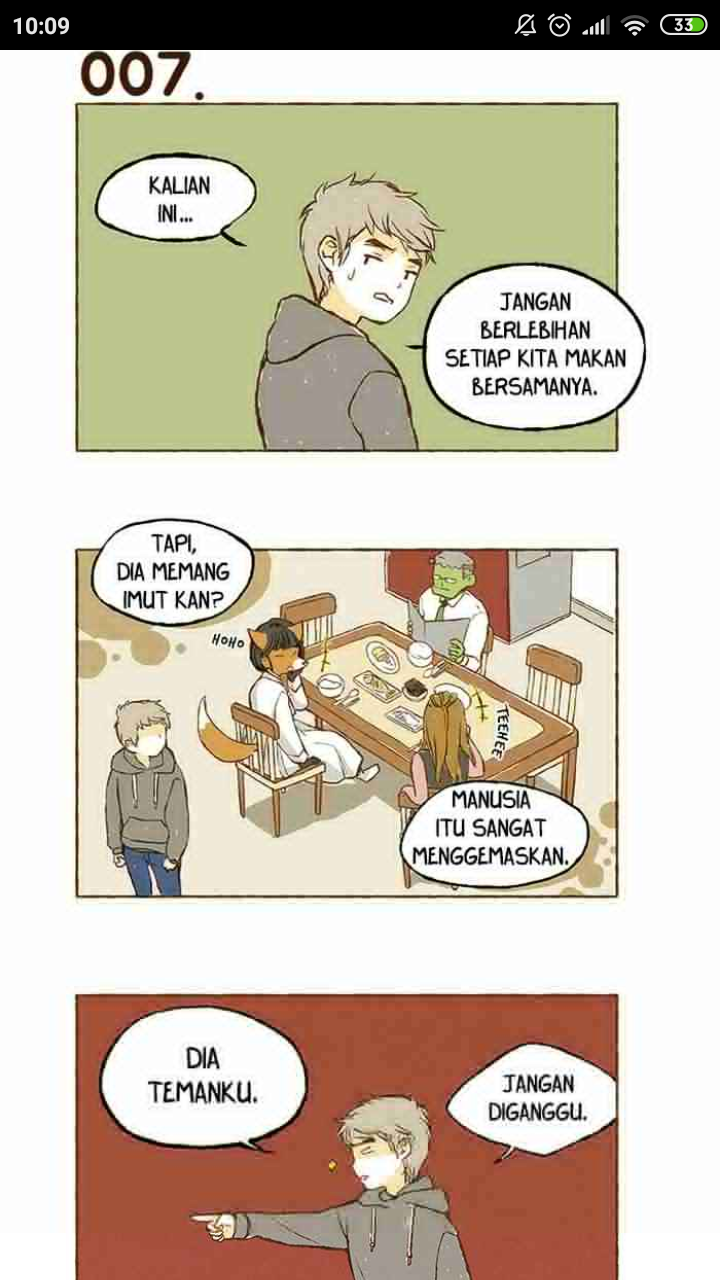 10:09
33
007.
KALIAN
INI...
JANGAN
BERLEBIHAN
SETIAP KITA MAKAN
BERSAMANYA.
TAPI,
DIA MEMANG
IMUT KAN?
HOHO
TEEHEE
MANUSIA
ITU SANGAT
MENGGEMASKAN.
DIA
TEMANKU.
JANGAN
DIGANGGU.